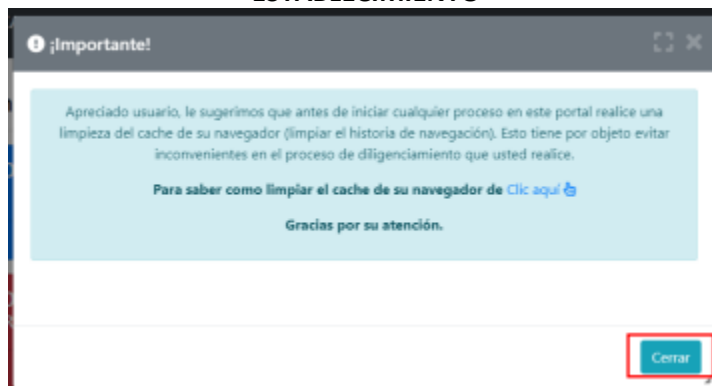 ESTABLECIMIENTO
¡Importante!
Apreciado usuario, le sugerimos que antes de iniciar cualquier proceso en este portal realice una
limpieza del cache de su navegador (limpiar el historia de navegación). Esto tiene por objeto evitar
inconvenientes en el proceso de diligenciamiento que usted realice.
Para saber como limpiar el cache de su navegador de Clic aquí
Gracias por su atención.
Cerrar